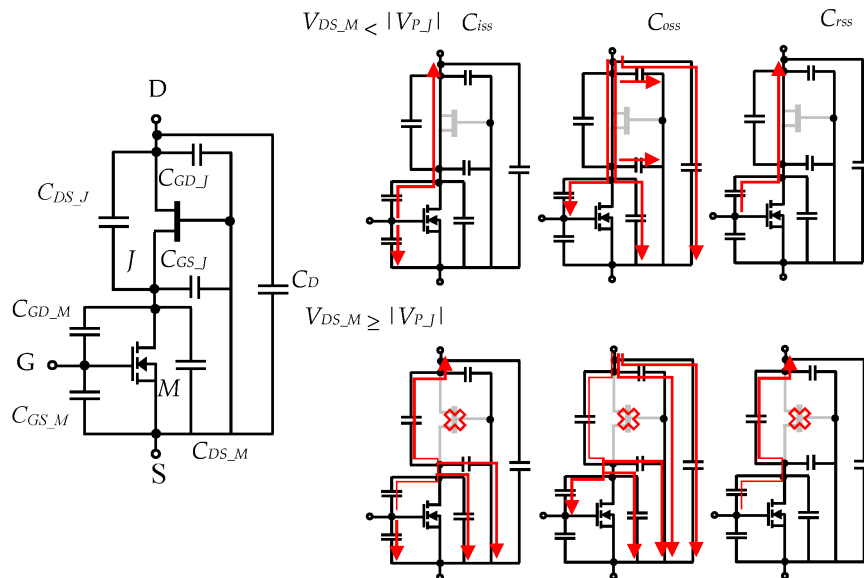 V_DS_M < |V_P_J|
C_iss
C_oss
C_rss
D
C_GD_J
C_DS_J
J
C_GS_J
C_D
C_GD_M
V_DS_M ≥ |V_P_J|
G
M
C_GS_M
C_DS_M
S